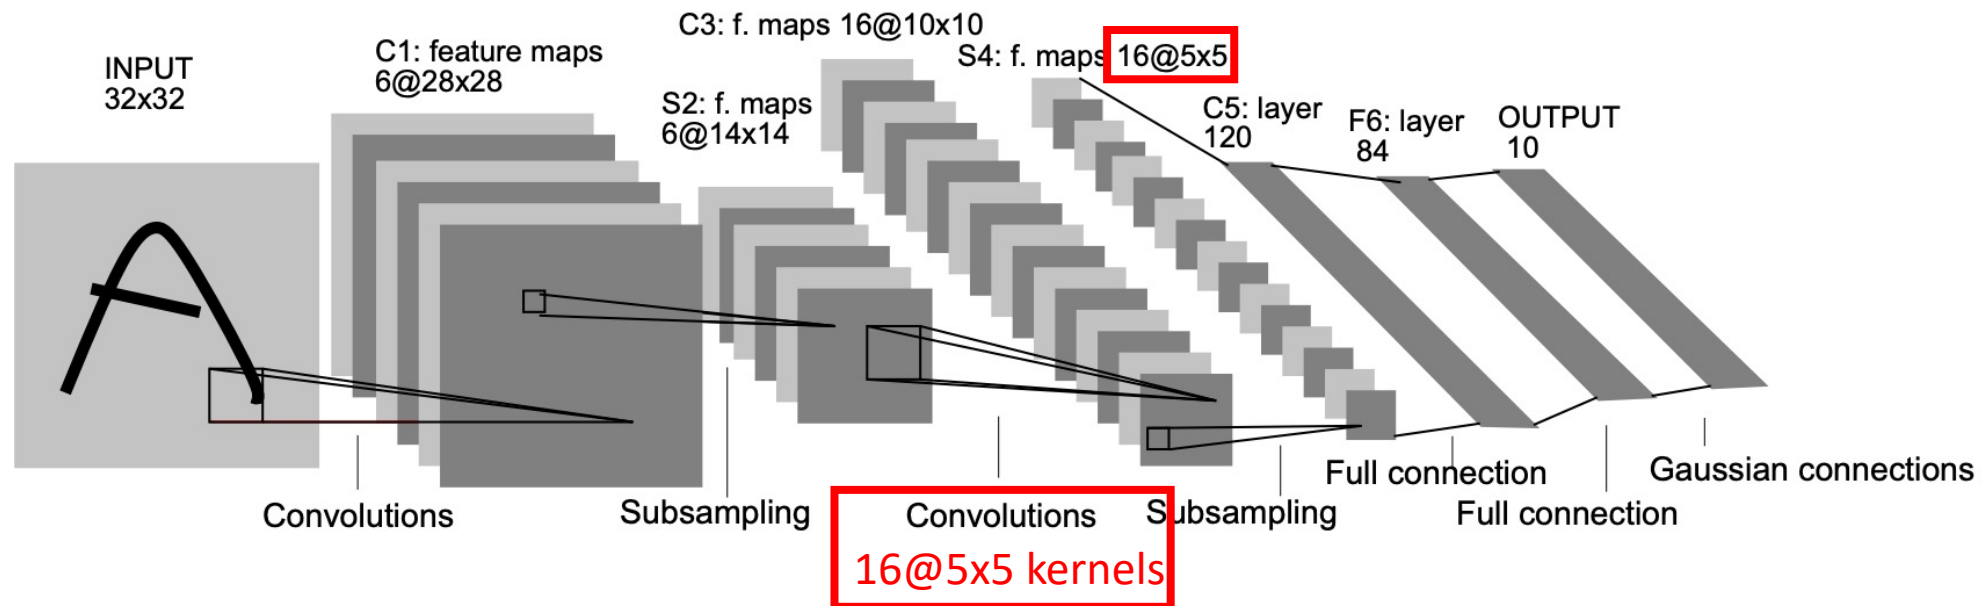 INPUT
32x32
C1: feature maps
6@28x28
S2: f. maps
6@14x14
C3: f. maps 16@10x10
S4: f. maps 16@5x5
C5: layer
120
F6: layer
84
OUTPUT
10
Convolutions
Subsampling
Convolutions
16@5x5 kernels
Subsampling
Full connection
Full connection
Gaussian connections